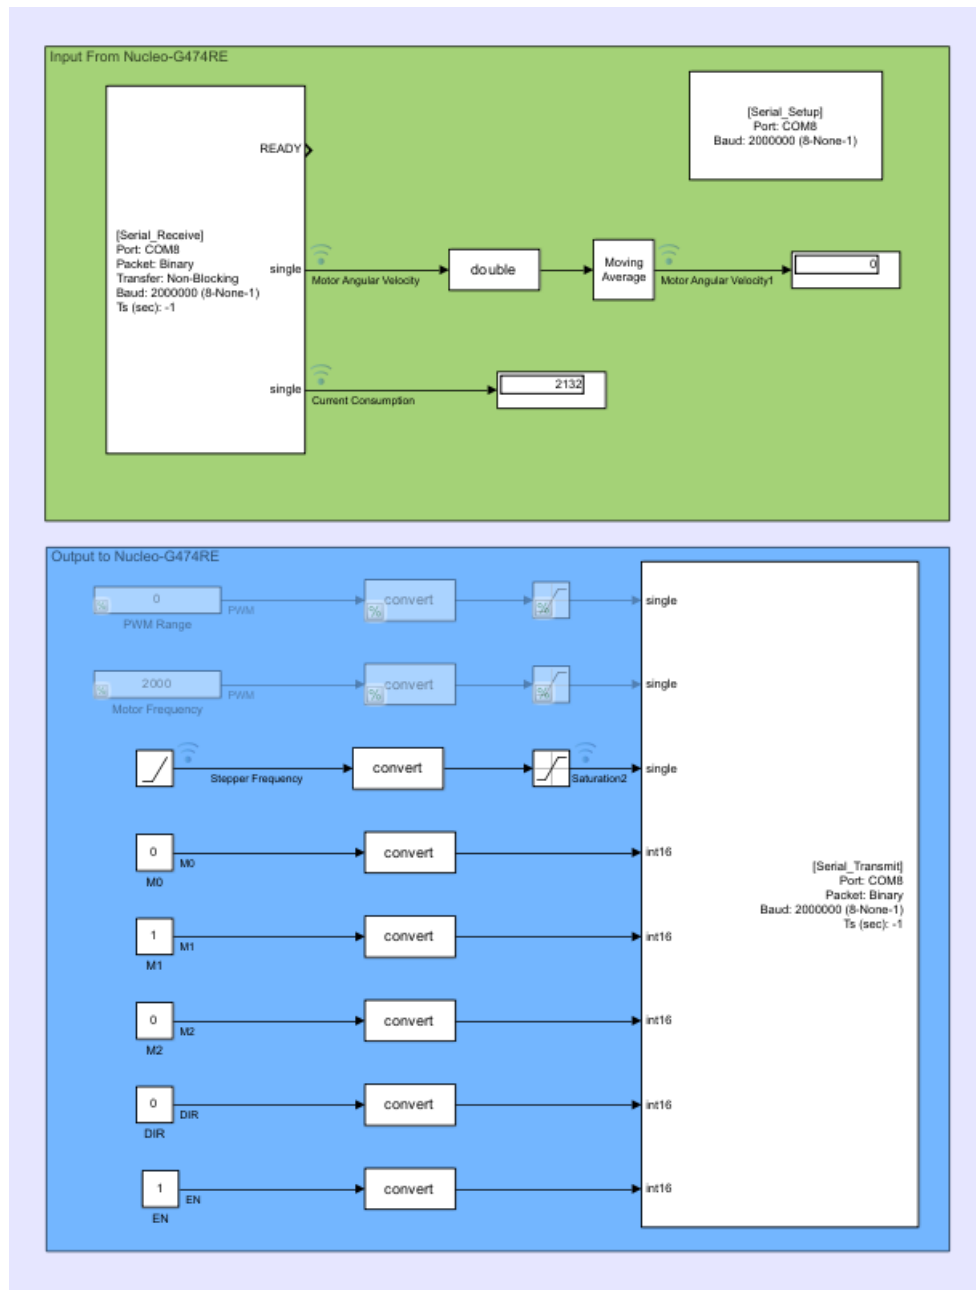 Input From Nucleo-G474RE
[Serial_Setup]
Port: COM8
Baud: 2000000 (8-None-1)
READY
[Serial_Receive]
Port: COM8
Packet: Binary
Transfer: Non-Blocking
Baud: 2000000 (8-None-1)
Ts (sec): -1
single
Motor Angular Velocity
double
Moving
Average
Motor Angular Velocity1
0
single
Current Consumption
2132
Output to Nucleo-G474RE
0
PWM
PWM Range
%
convert
%
single
2000
PWM
Motor Frequency
%
convert
%
single
Stepper Frequency
convert
Saturation2
single
0
M0
M0
convert
int16
[Serial_Transmit]
Port: COM8
Packet: Binary
Baud: 2000000 (8-None-1)
Ts (sec): -1
1
M1
M1
convert
int16
0
M2
M2
convert
int16
0
DIR
DIR
convert
int16
1
EN
EN
convert
int16